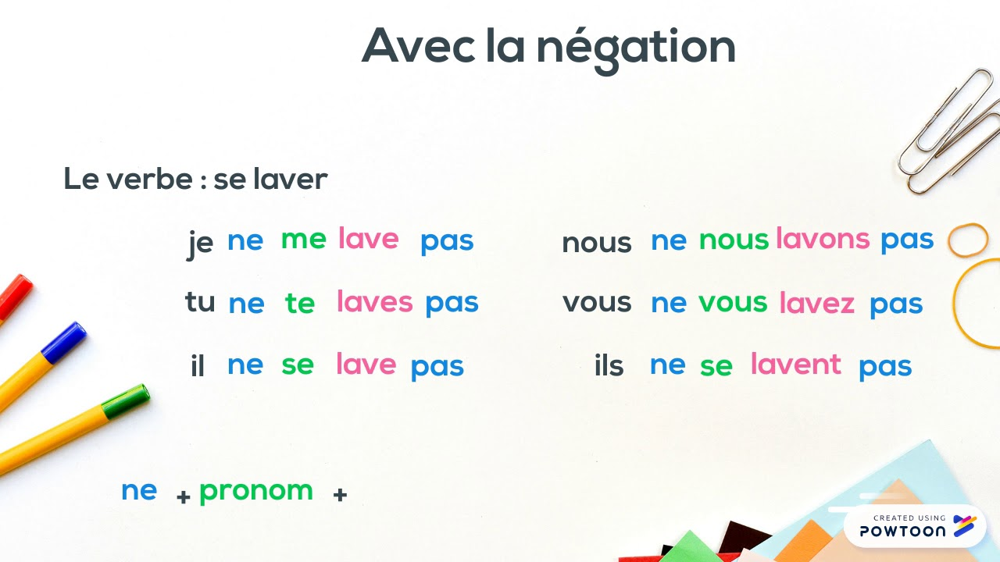 Avec la négation
Le verbe : se laver
je ne me lave pas
tu ne te laves pas
il ne se lave pas
nous ne nous lavons pas
vous ne vous lavez pas
ils ne se lavent pas
ne + pronom +
CREATED USING
POWTOON